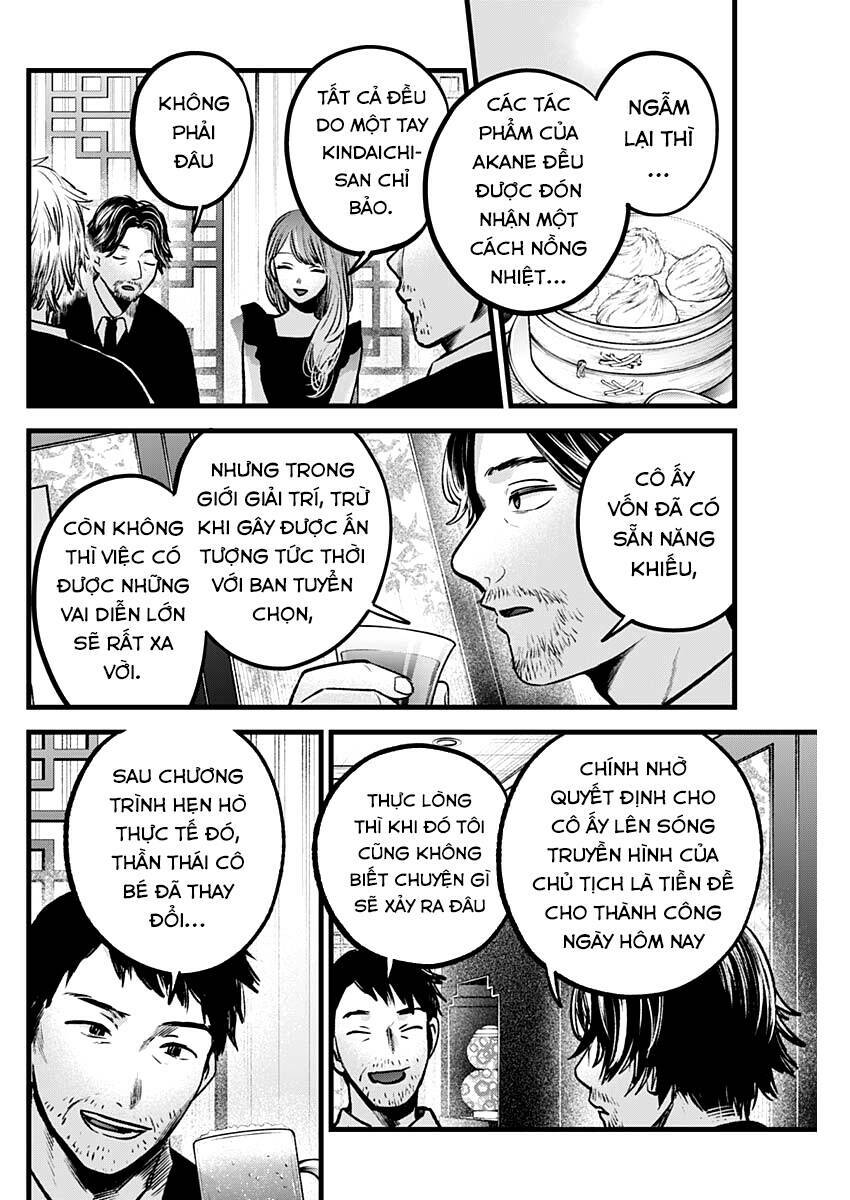 NGẪM
LẠI THÌ
...
CÁC TÁC
PHẨM CỦA
AKANE ĐỀU
ĐƯỢC ĐÓN
NHẬN MỘT
CÁCH NỒNG
NHIỆT...
TẤT CẢ ĐỀU
DO MỘT TAY
KINDAICHI-
SAN CHỈ
BẢO.
KHÔNG
PHẢI
ĐÂU
CÔ ẤY
VỐN ĐÃ CÓ
SẴN NĂNG
KHIẾU,
NHƯNG TRONG
GIỚI GIẢI TRÍ, TRỪ
KHI GÂY ĐƯỢC ẤN
TƯỢNG TỨC THỜI
VỚI BAN TUYỂN
CHỌN,
CÒN KHÔNG
THÌ VIỆC CÓ
ĐƯỢC NHỮNG
VAI DIỄN LỚN
SẼ RẤT XA
VỜI.
CHÍNH NHỜ
QUYẾT ĐỊNH CHO
CÔ ẤY LÊN SÓNG
TRUYỀN HÌNH CỦA
CHỦ TỊCH LÀ TIỀN ĐỀ
CHO THÀNH CÔNG
NGÀY HÔM NAY
THỰC LÒNG
THÌ KHI ĐÓ TÔI
CŨNG KHÔNG
BIẾT CHUYỆN GÌ
SẼ XẢY RA ĐÂU
SAU CHƯƠNG
TRÌNH HẸN HÒ
THỰC TẾ ĐÓ,
THẦN THÁI CÔ
BÉ ĐÃ THAY
ĐỔI...